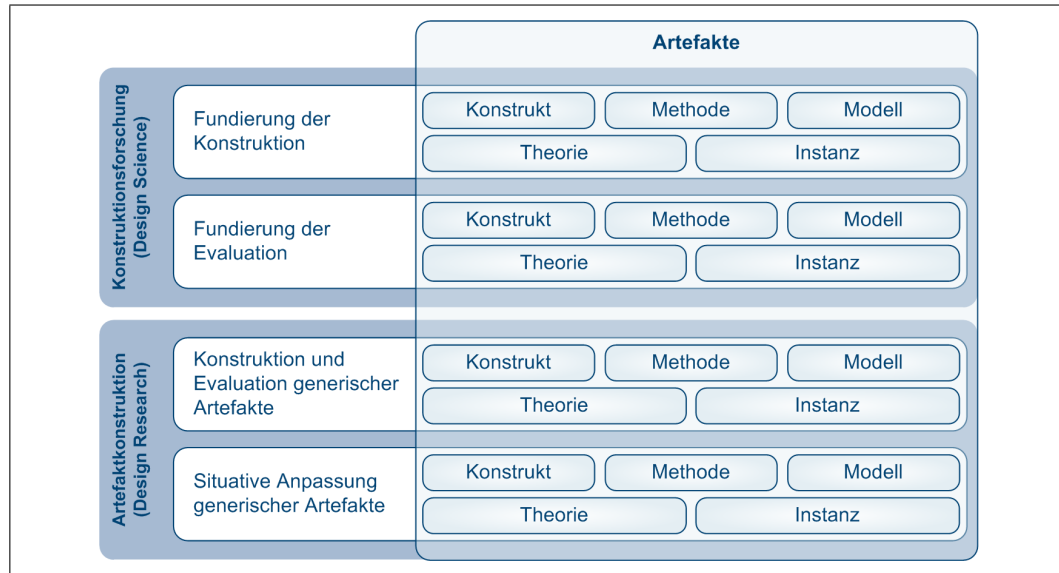 Artefakte
Konstruktionsforschung
(Design Science)
Fundierung der
Konstruktion
Konstrukt
Methode
Modell
Theorie
Instanz
Fundierung der
Evaluation
Konstrukt
Methode
Modell
Theorie
Instanz
Artefaktkonstruktion
(Design Research)
Konstruktion und
Evaluation generischer
Artefakte
Konstrukt
Methode
Modell
Theorie
Instanz
Situative Anpassung
generischer Artefakte
Konstrukt
Methode
Modell
Theorie
Instanz